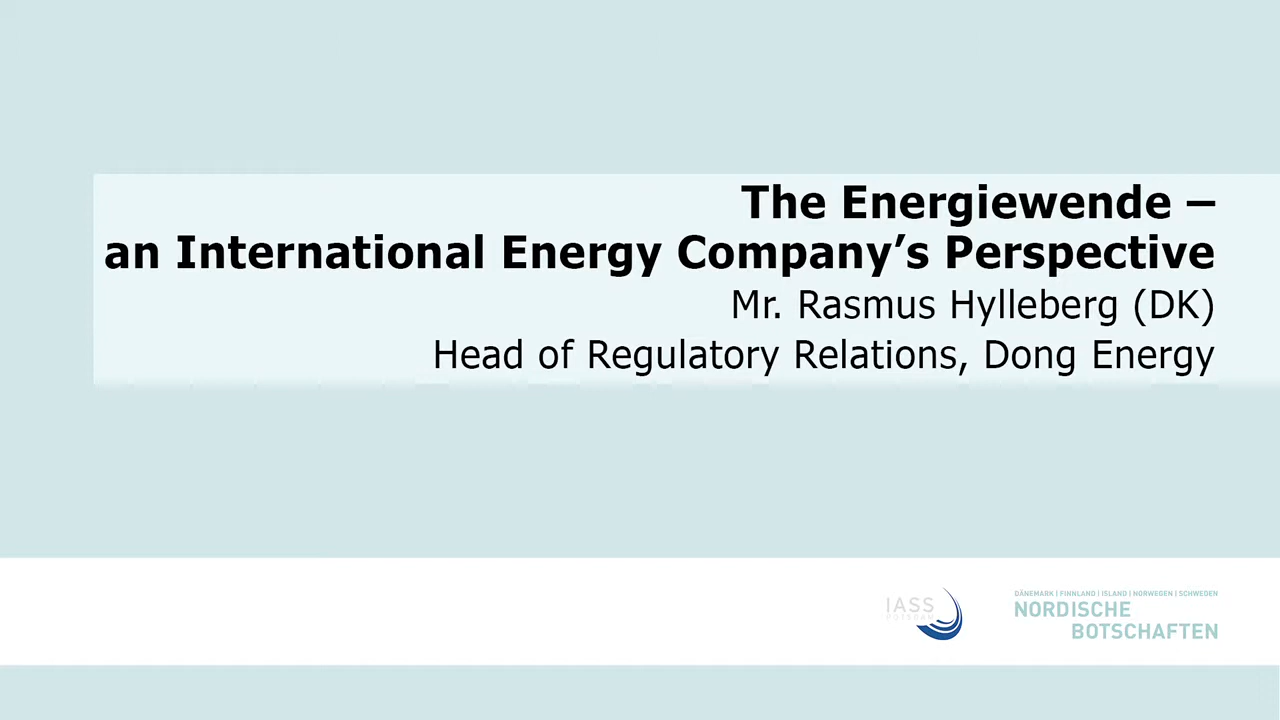 The Energiewende –
an International Energy Company’s Perspective
Mr. Rasmus Hylleberg (DK)
Head of Regulatory Relations, Dong Energy
IASS
POTSDAM
DÄNEMARK | FINNLAND | ISLAND | NORWEGEN | SCHWEDEN
NORDISCHE
BOTSCHAFTEN